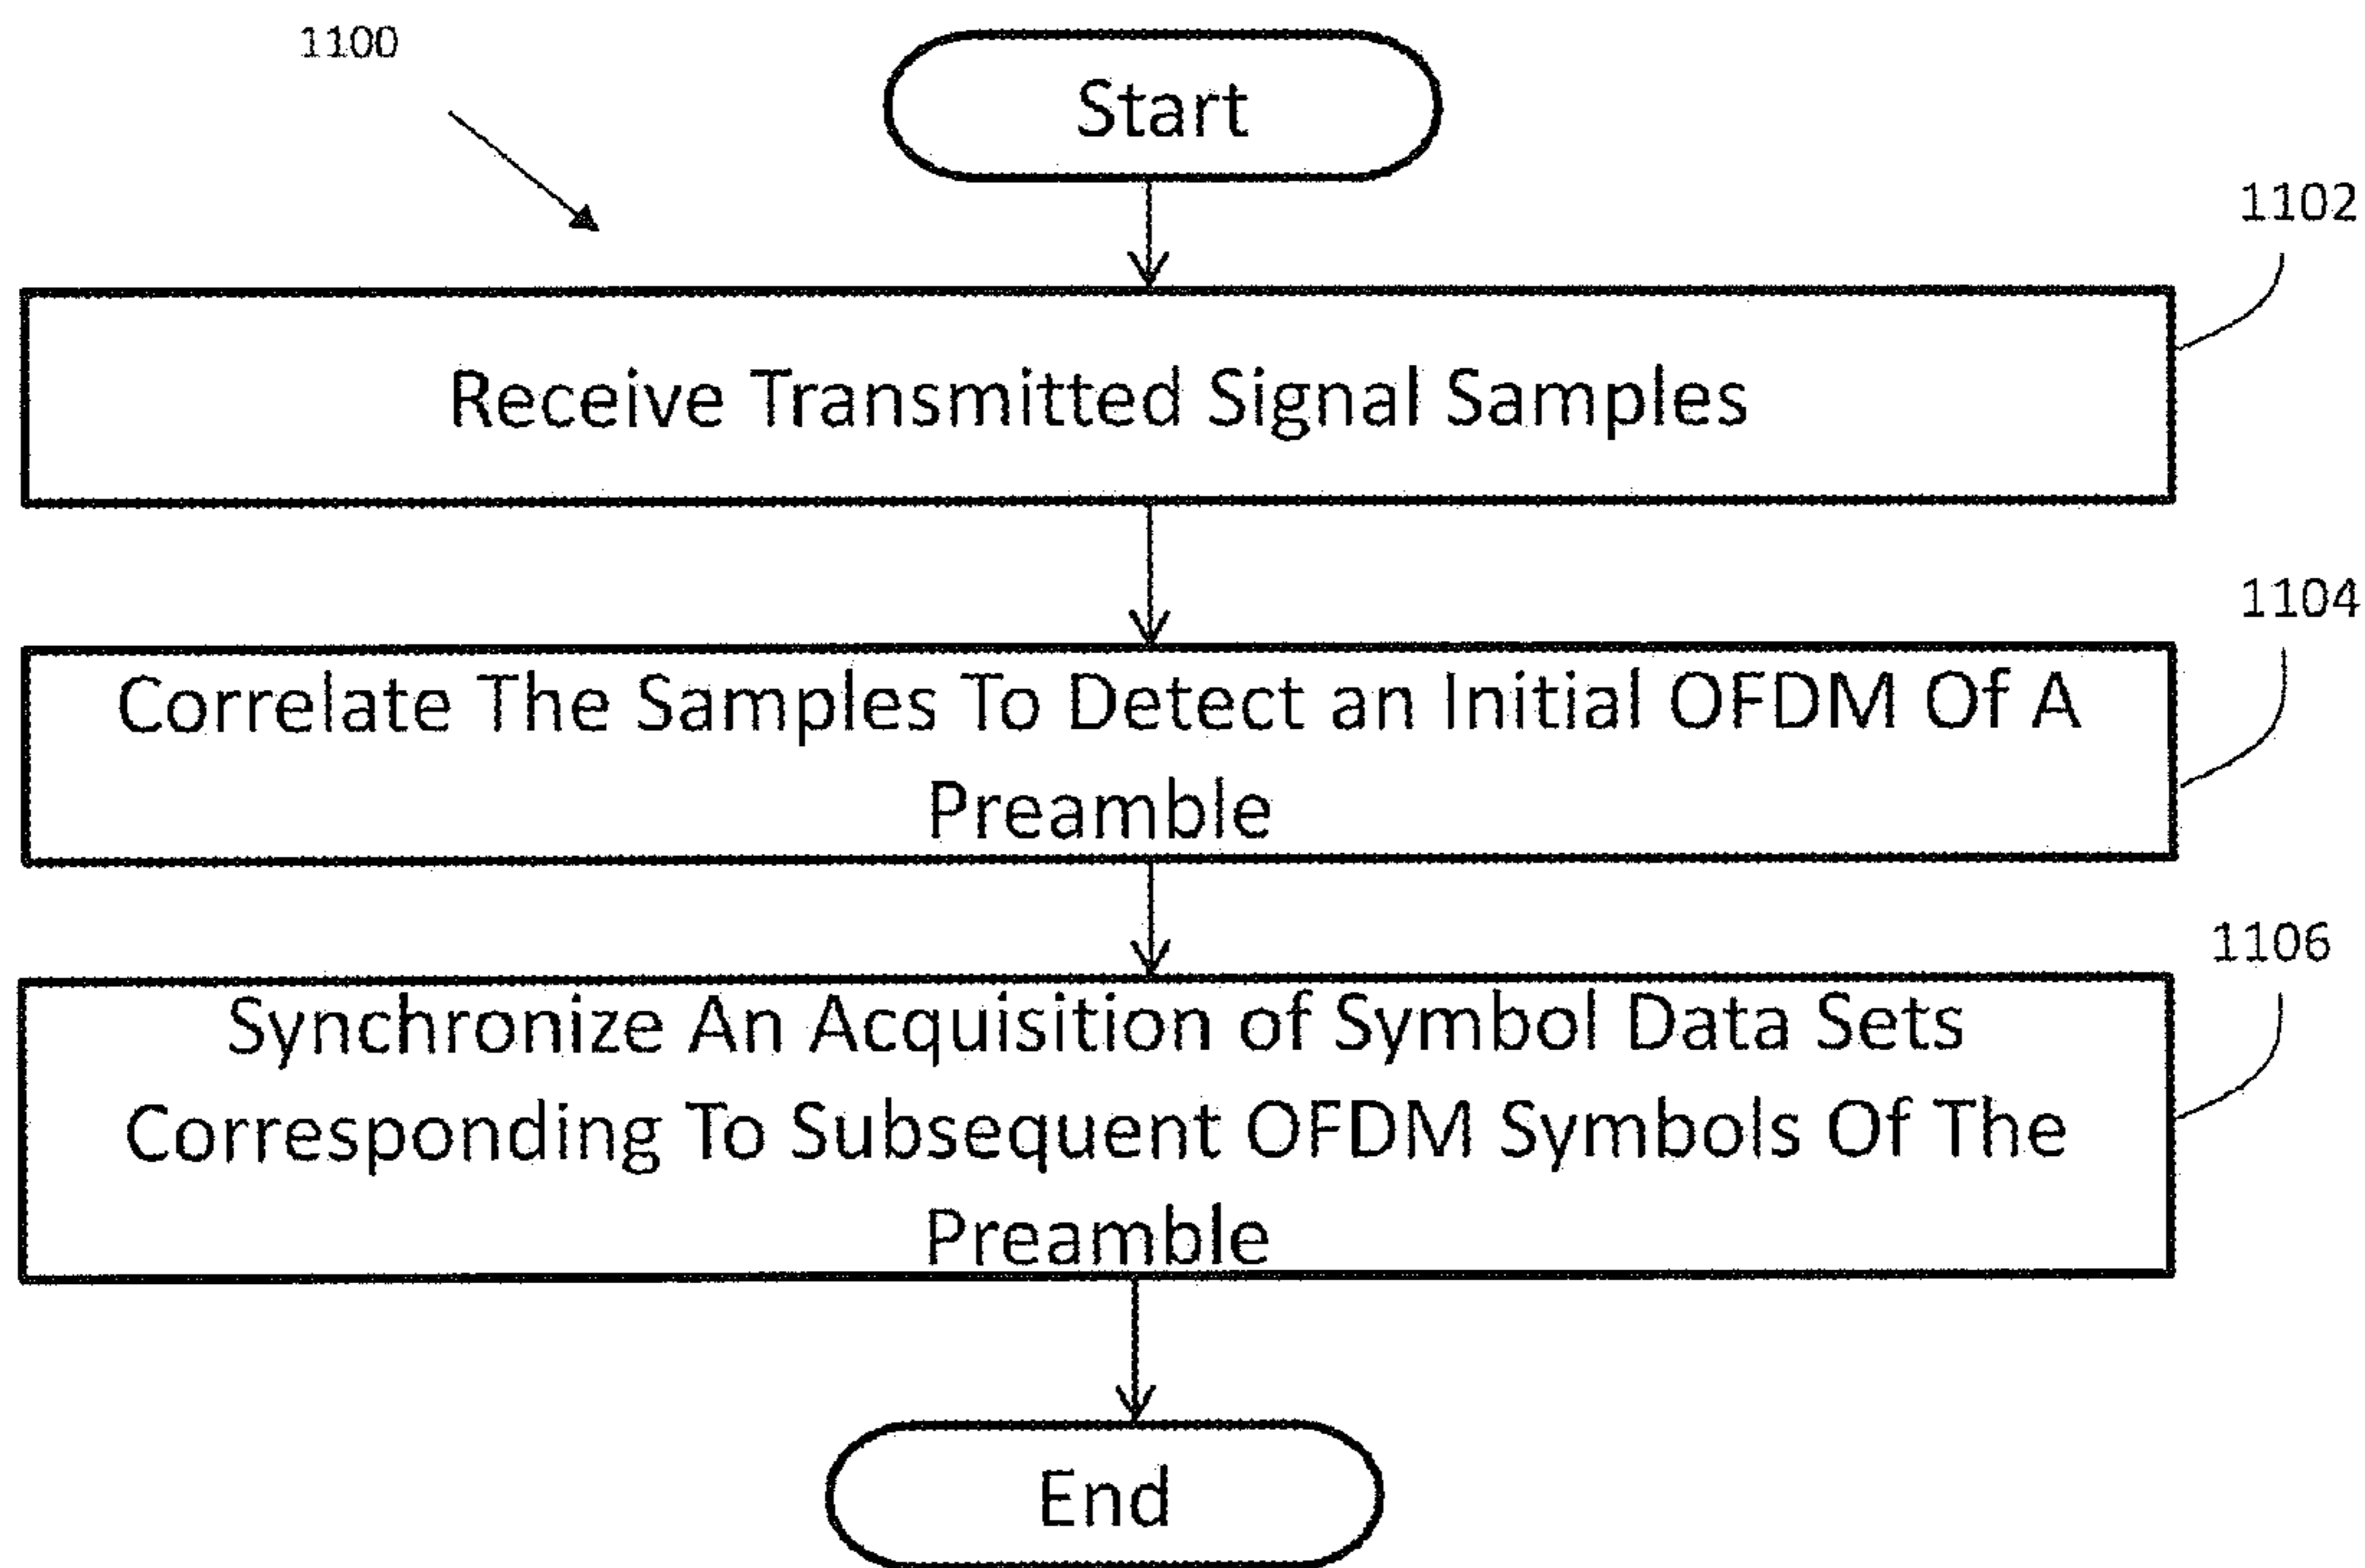 1100
Start
1102
Receive Transmitted Signal Samples
1104
Correlate The Samples To Detect an Initial OFDM Of A
Preamble
1106
Synchronize An Acquisition of Symbol Data Sets
Corresponding To Subsequent OFDM Symbols Of The
Preamble
End